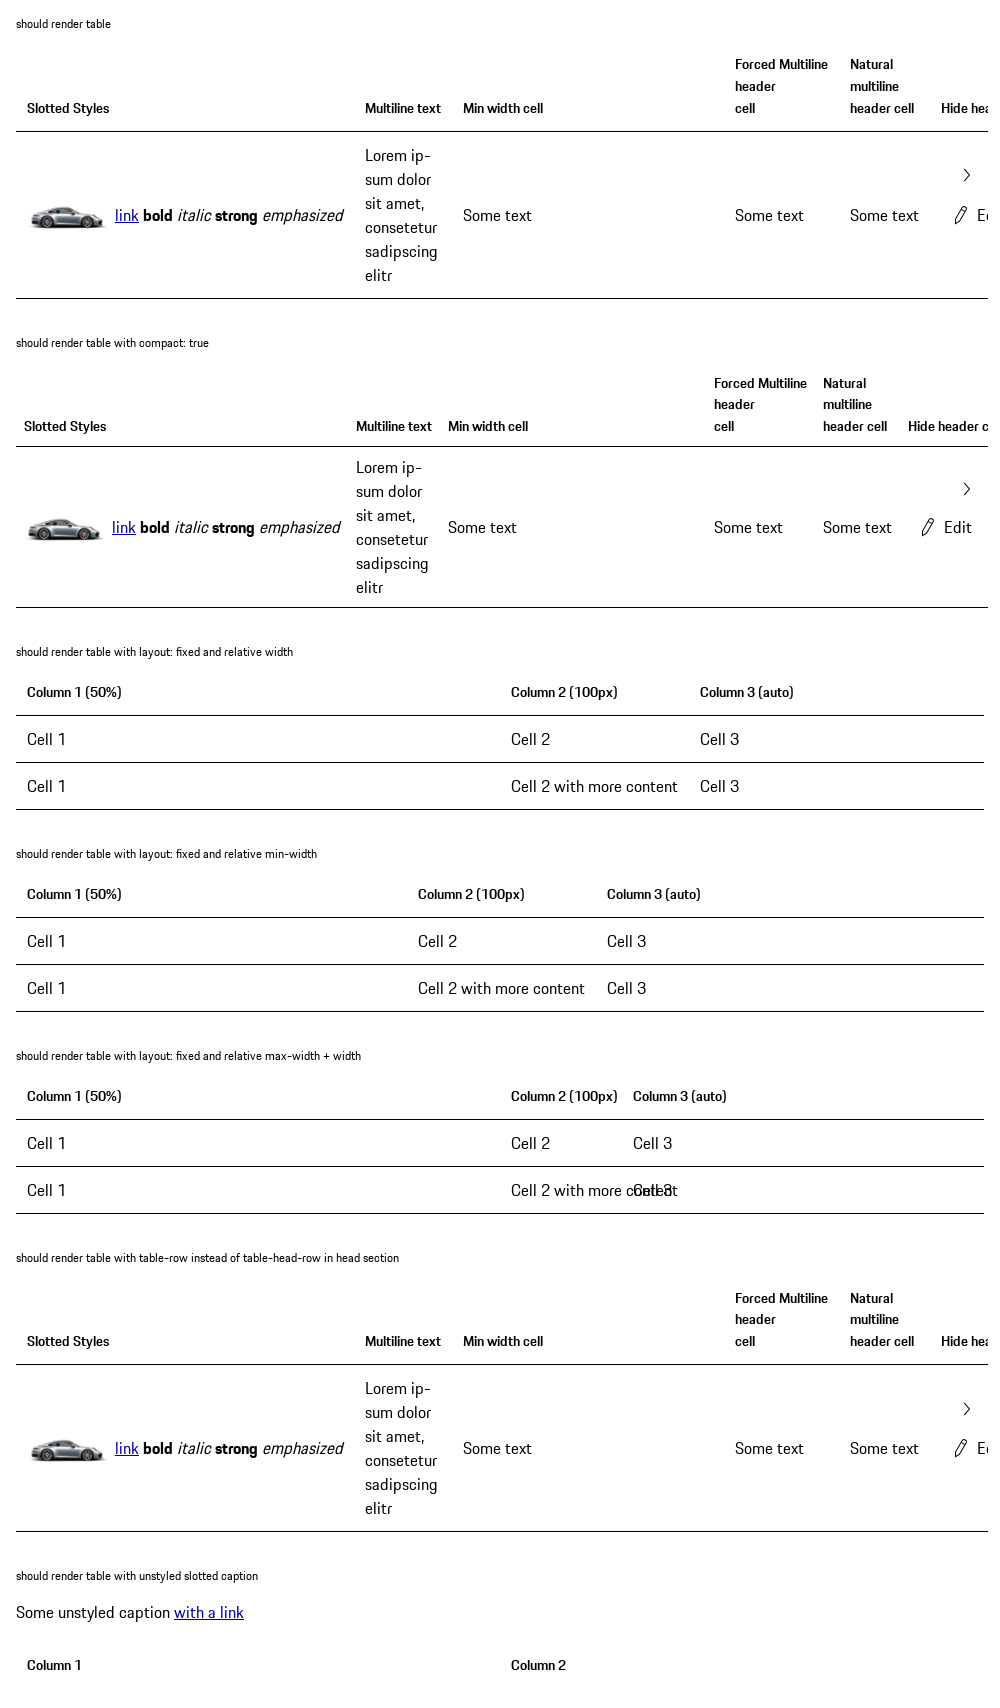 should render table
Forced Multiline Natural
header multiline
Slotted Styles Multiline text Min width cell cell header cell Hide hea
Lorem ip-
sum dolor
sit amet,
link bold italic strong emphasized consetetur Some text Some text Some text Ed
sadipscing
elitr
should render table with compact: true
Forced Multiline Natural
header multiline
Slotted Styles Multiline text Min width cell cell header cell Hide header c
Lorem ip-
sum dolor
sit amet,
link bold italic strong emphasized consetetur Some text Some text Some text Edit
sadipscing
elitr
should render table with layout: fixed and relative width
Column 1 (50%) Column 2 (100px) Column 3 (auto)
Cell 1 Cell 2 Cell 3
Cell 1 Cell 2 with more content Cell 3
should render table with layout: fixed and relative min-width
Column 1 (50%) Column 2 (100px) Column 3 (auto)
Cell 1 Cell 2 Cell 3
Cell 1 Cell 2 with more content Cell 3
should render table with layout: fixed and relative max-width + width
Column 1 (50%) Column 2 (100px) Column 3 (auto)
Cell 1 Cell 2 Cell 3
Cell 1 Cell 2 with more content Cell 3
should render table with table-row instead of table-head-row in head section
Forced Multiline Natural
header multiline
Slotted Styles Multiline text Min width cell cell header cell Hide hea
Lorem ip-
sum dolor
sit amet,
link bold italic strong emphasized consetetur Some text Some text Some text Ed
sadipscing
elitr
should render table with unstyled slotted caption
Some unstyled caption with a link
Column 1 Column 2